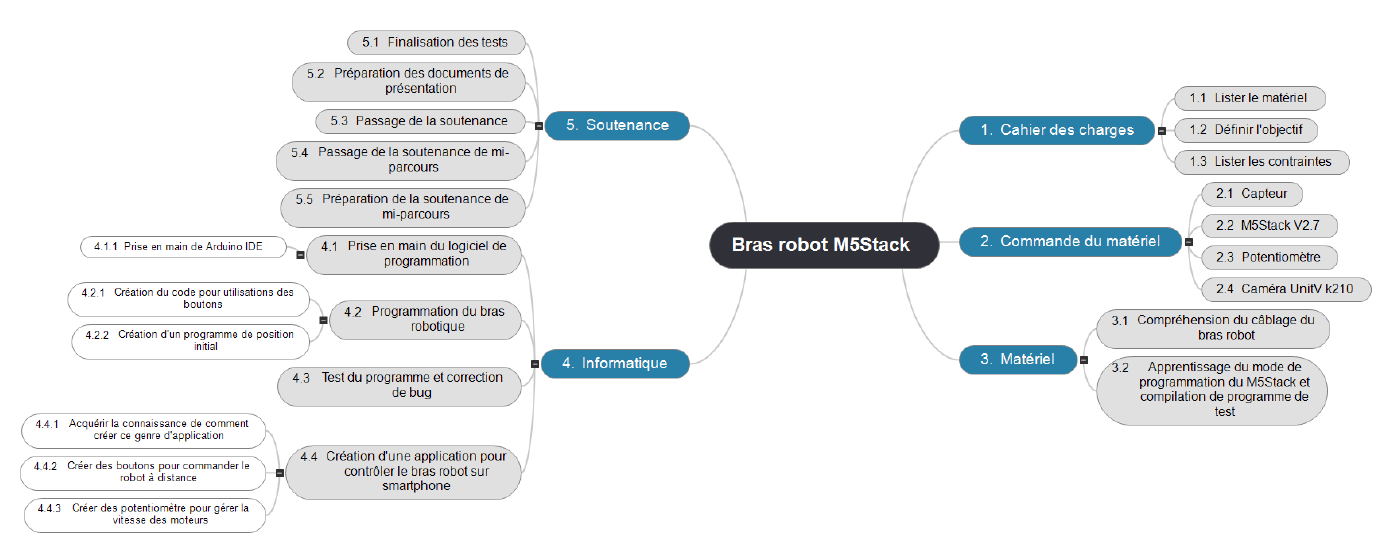 Bras robot M5Stack
1. Cahier des charges
1.1 Lister le matériel
1.2 Définir l'objectif
1.3 Lister les contraintes
2. Commande du matériel
2.1 Capteur
2.2 M5Stack V2.7
2.3 Potentiomètre
2.4 Caméra UnitV k210
3. Matériel
3.1 Compréhension du câblage du
bras robot
3.2 Apprentissage du mode de
programmation du M5Stack et
compilation de programme de
test
4. Informatique
4.1 Prise en main du logiciel de
programmation
4.1.1 Prise en main de Arduino IDE
4.2 Programmation du bras
robotique
4.2.1 Création du code pour utilisations des
boutons
4.2.2 Création d'un programme de position
initial
4.3 Test du programme et correction
de bug
4.4 Création d'une application pour
contrôler le bras robot sur
smartphone
4.4.1 Acquérir la connaissance de comment
créer ce genre d'application
4.4.2 Créer des boutons pour commander le
robot à distance
4.4.3 Créer des potentiomètre pour gérer la
vitesse des moteurs
5. Soutenance
5.1 Finalisation des tests
5.2 Préparation des documents de
présentation
5.3 Passage de la soutenance
5.4 Passage de la soutenance de mi-
parcours
5.5 Préparation de la soutenance de
mi-parcours